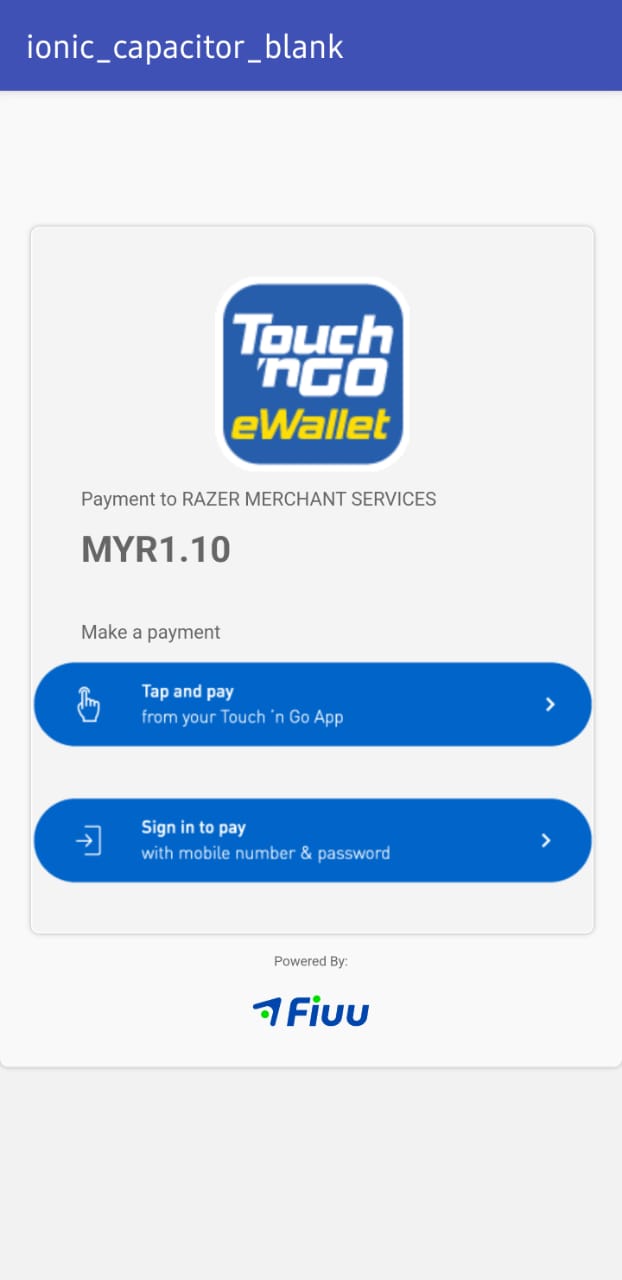 ionic_capacitor_blank
Touch
'nGO
eWallet
Payment to RAZER MERCHANT SERVICES
MYR1.10
Make a payment
Tap and pay
from your Touch 'n Go App
Sign in to pay
with mobile number & password
Powered By:
Fiuu